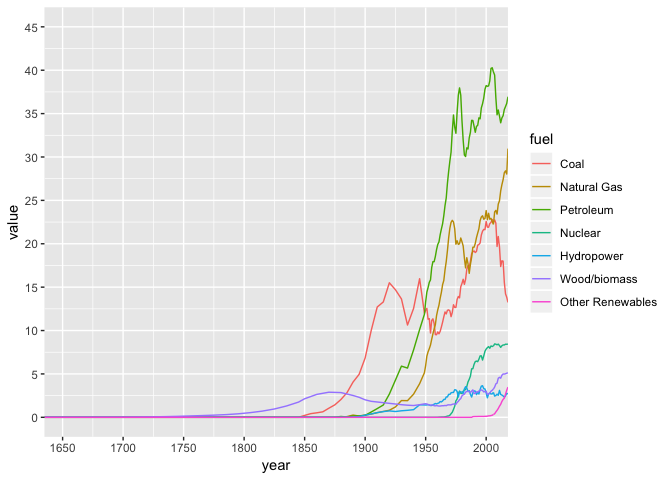 45
40
35
30
25
20
15
10
5
0
value
1650 1700 1750 1800 1850 1900 1950 2000
year
fuel
Coal
Natural Gas
Petroleum
Nuclear
Hydropower
Wood/biomass
Other Renewables